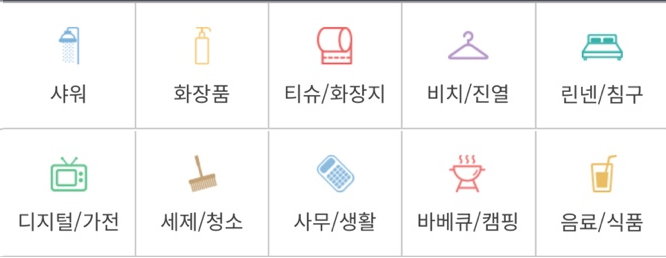 샤워
화장품
티슈/화장지
비치/진열
린넨/침구
디지털/가전
세제/청소
사무/생활
바베큐/캠핑
음료/식품